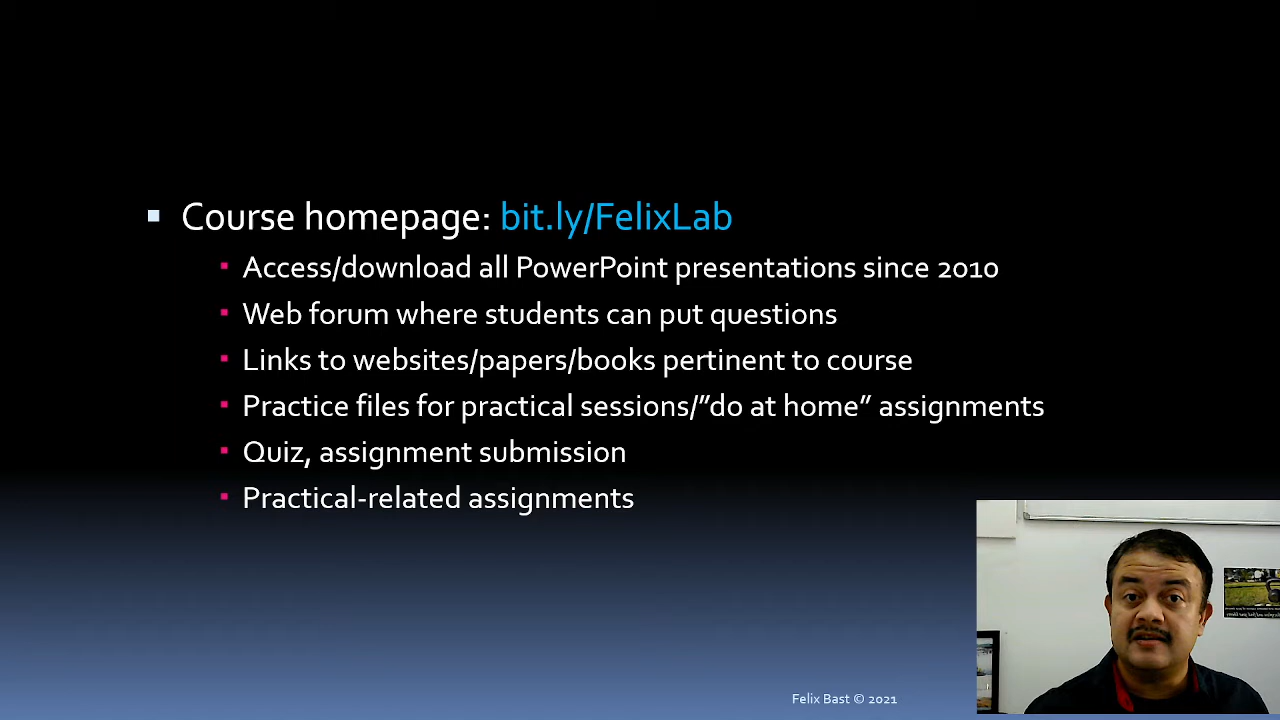 Course homepage: bit.ly/FelixLab
Access/download all PowerPoint presentations since 2010
Web forum where students can put questions
Links to websites/papers/books pertinent to course
Practice files for practical sessions/”do at home” assignments
Quiz, assignment submission
Practical-related assignments
Felix Bast © 2021